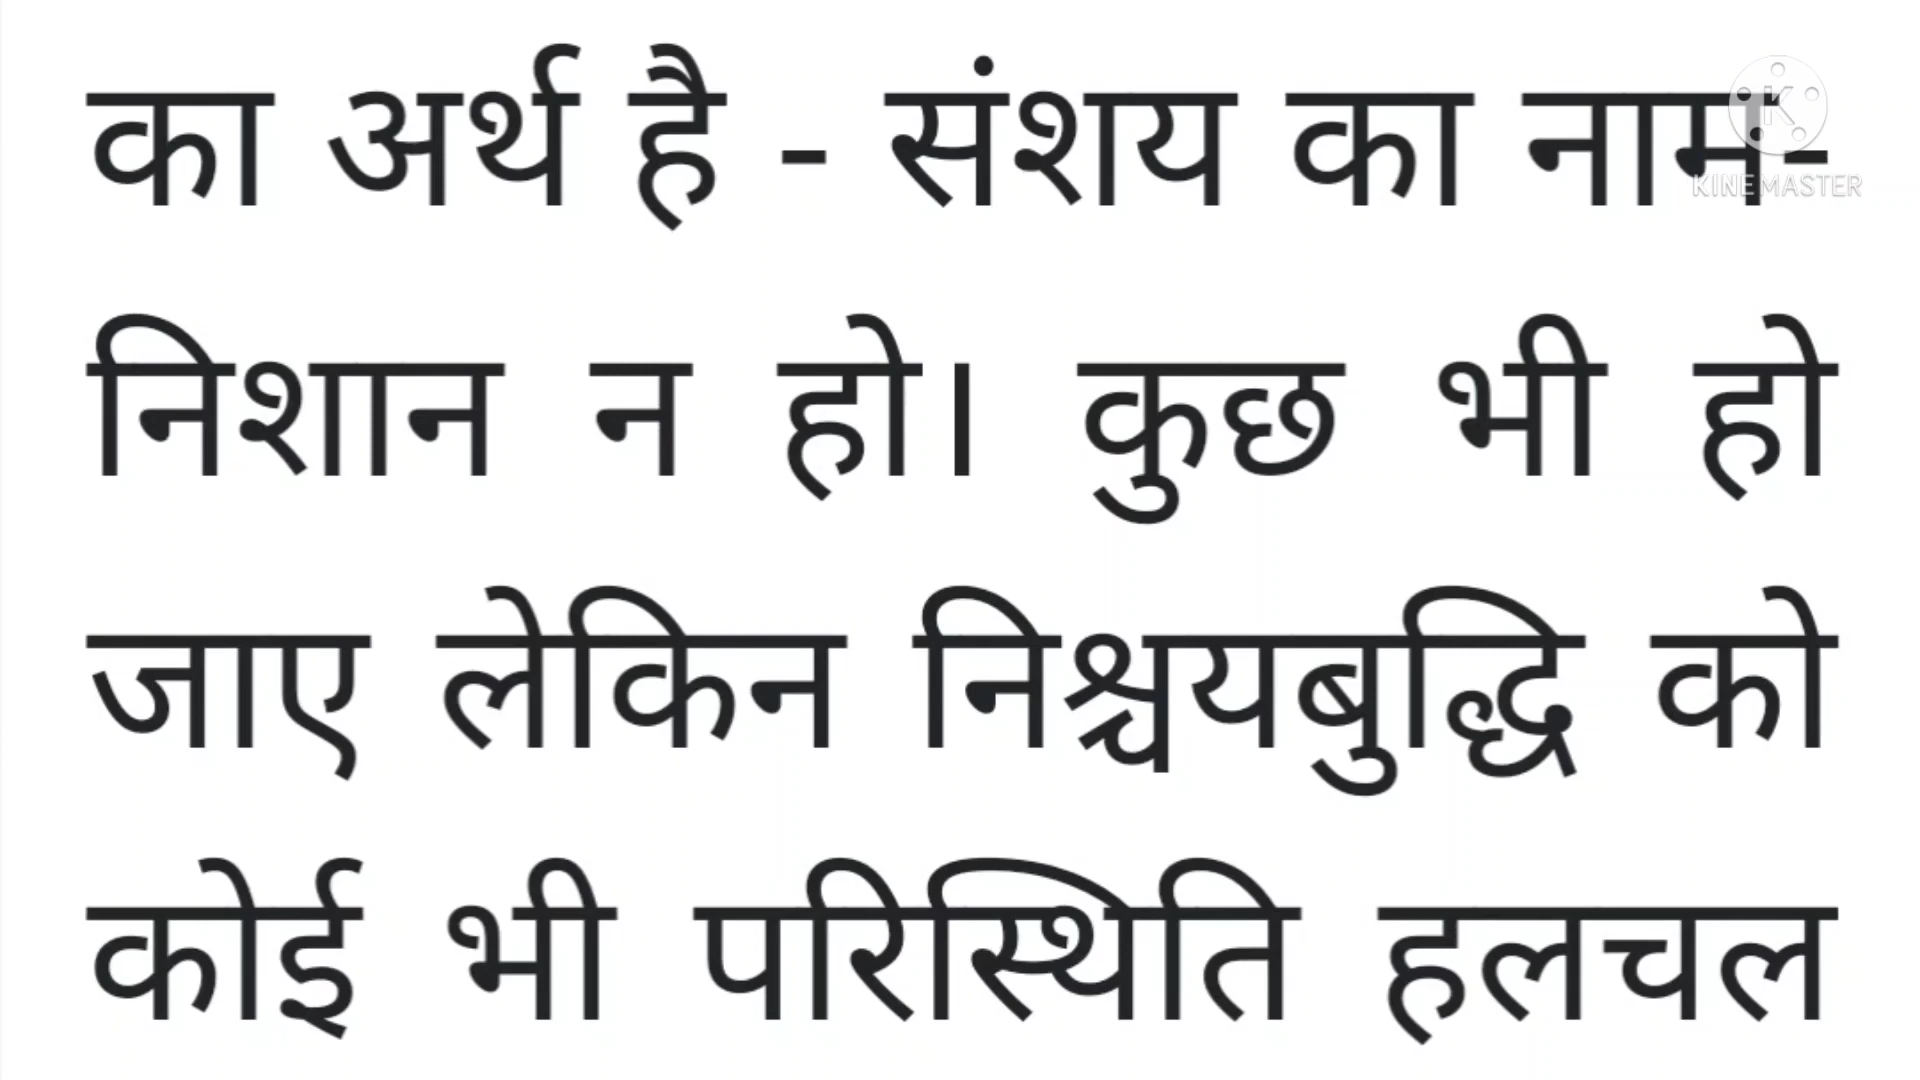 का अर्थ है - संशय का नाम-
KINEMASTER
निशान न हो। कुछ भी हो
जाए लेकिन निश्चयबुद्धि को
कोई भी परिस्थिति हलचल